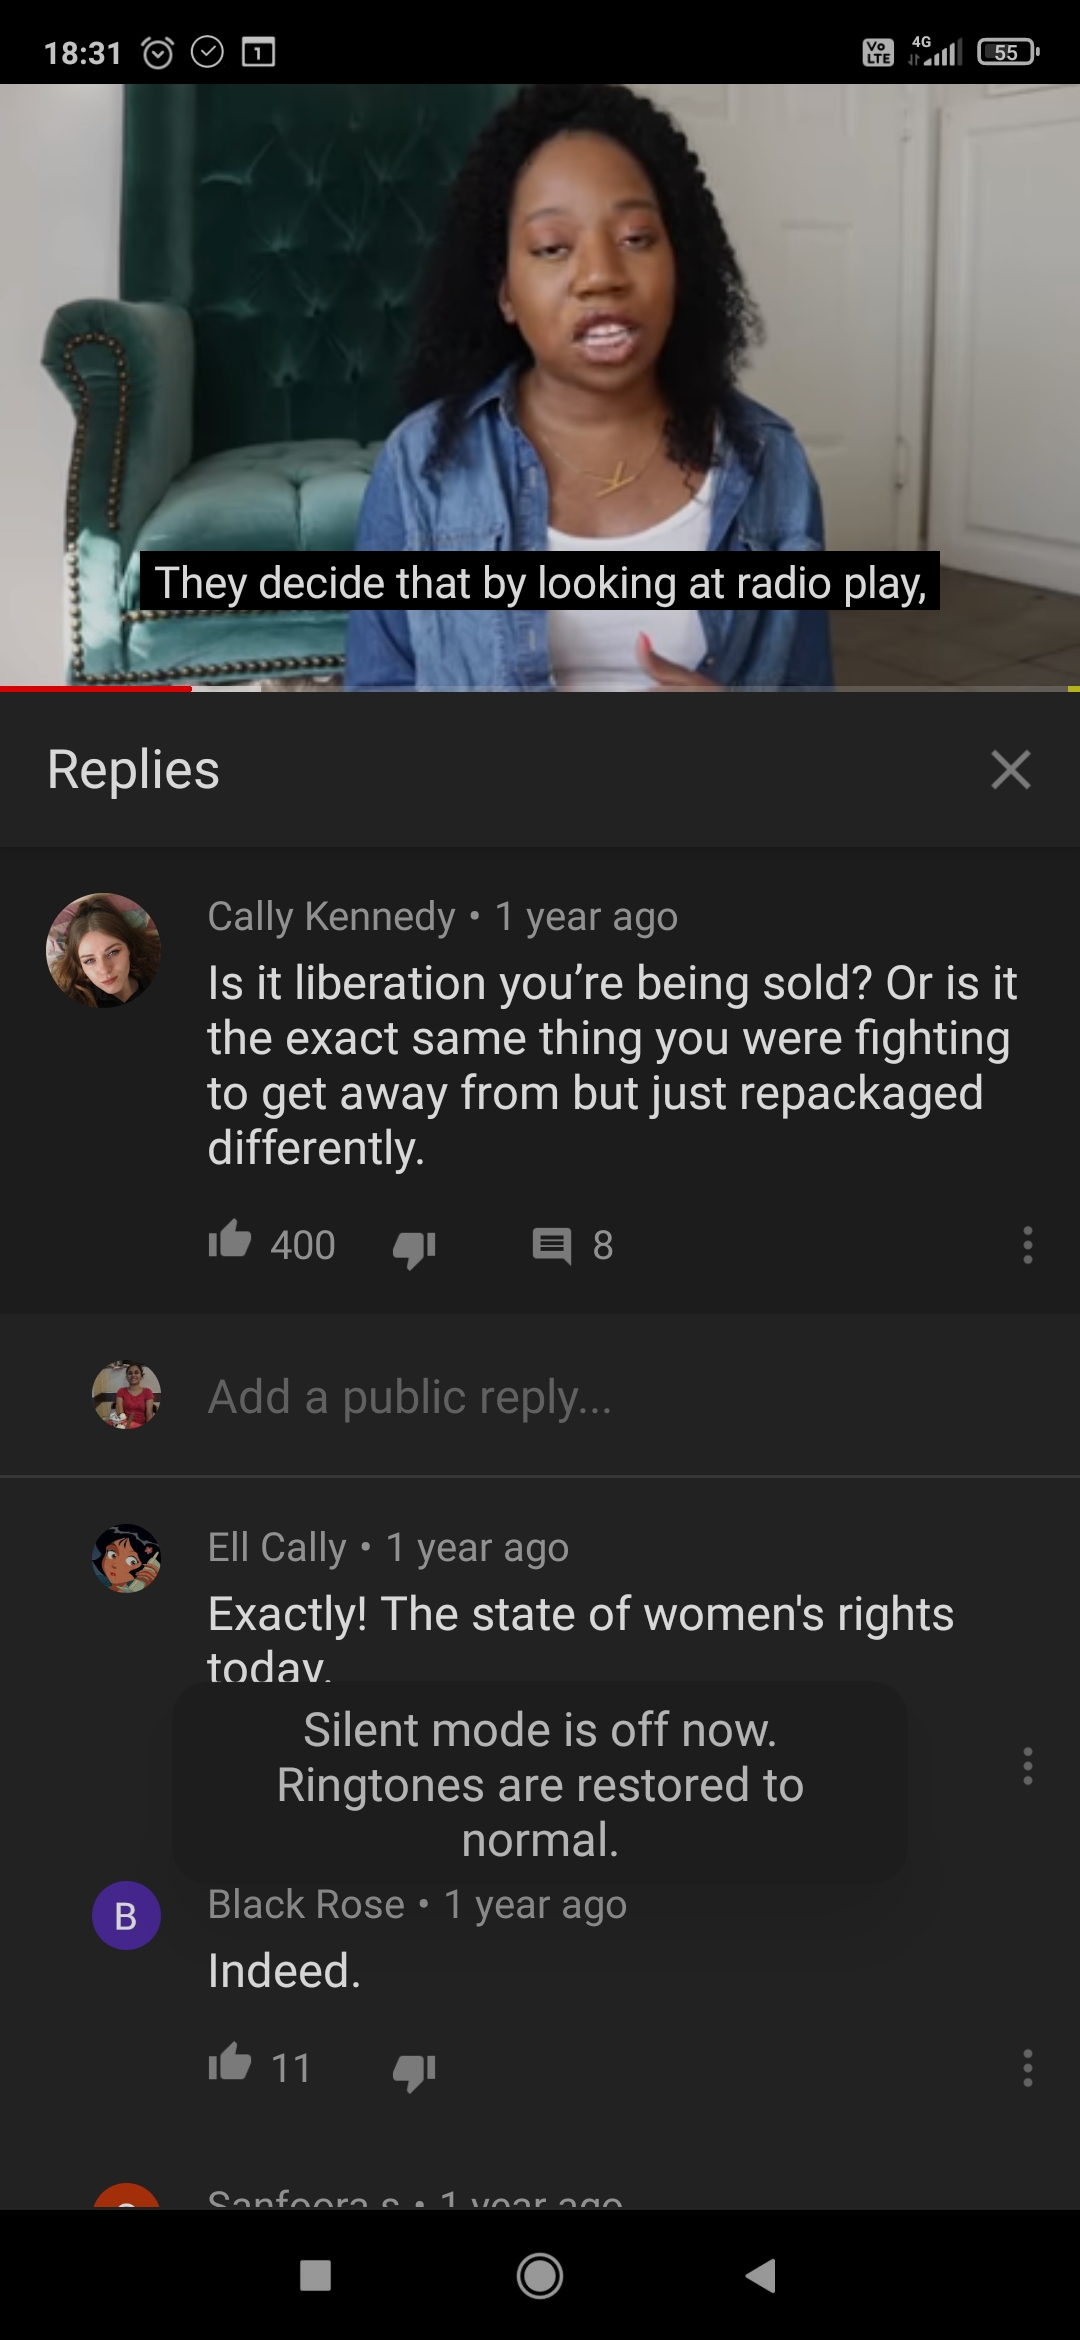 18:31
1
Vo
LTE
4G
55
They decide that by looking at radio play,
Replies
Cally Kennedy • 1 year ago
Is it liberation you’re being sold? Or is it
the exact same thing you were fighting
to get away from but just repackaged
differently.
400
8
Add a public reply...
Ell Cally • 1 year ago
Exactly! The state of women's rights
today.
Silent mode is off now.
Ringtones are restored to
normal.
B
Black Rose • 1 year ago
Indeed.
11
Sanfoora s • 1 year ago